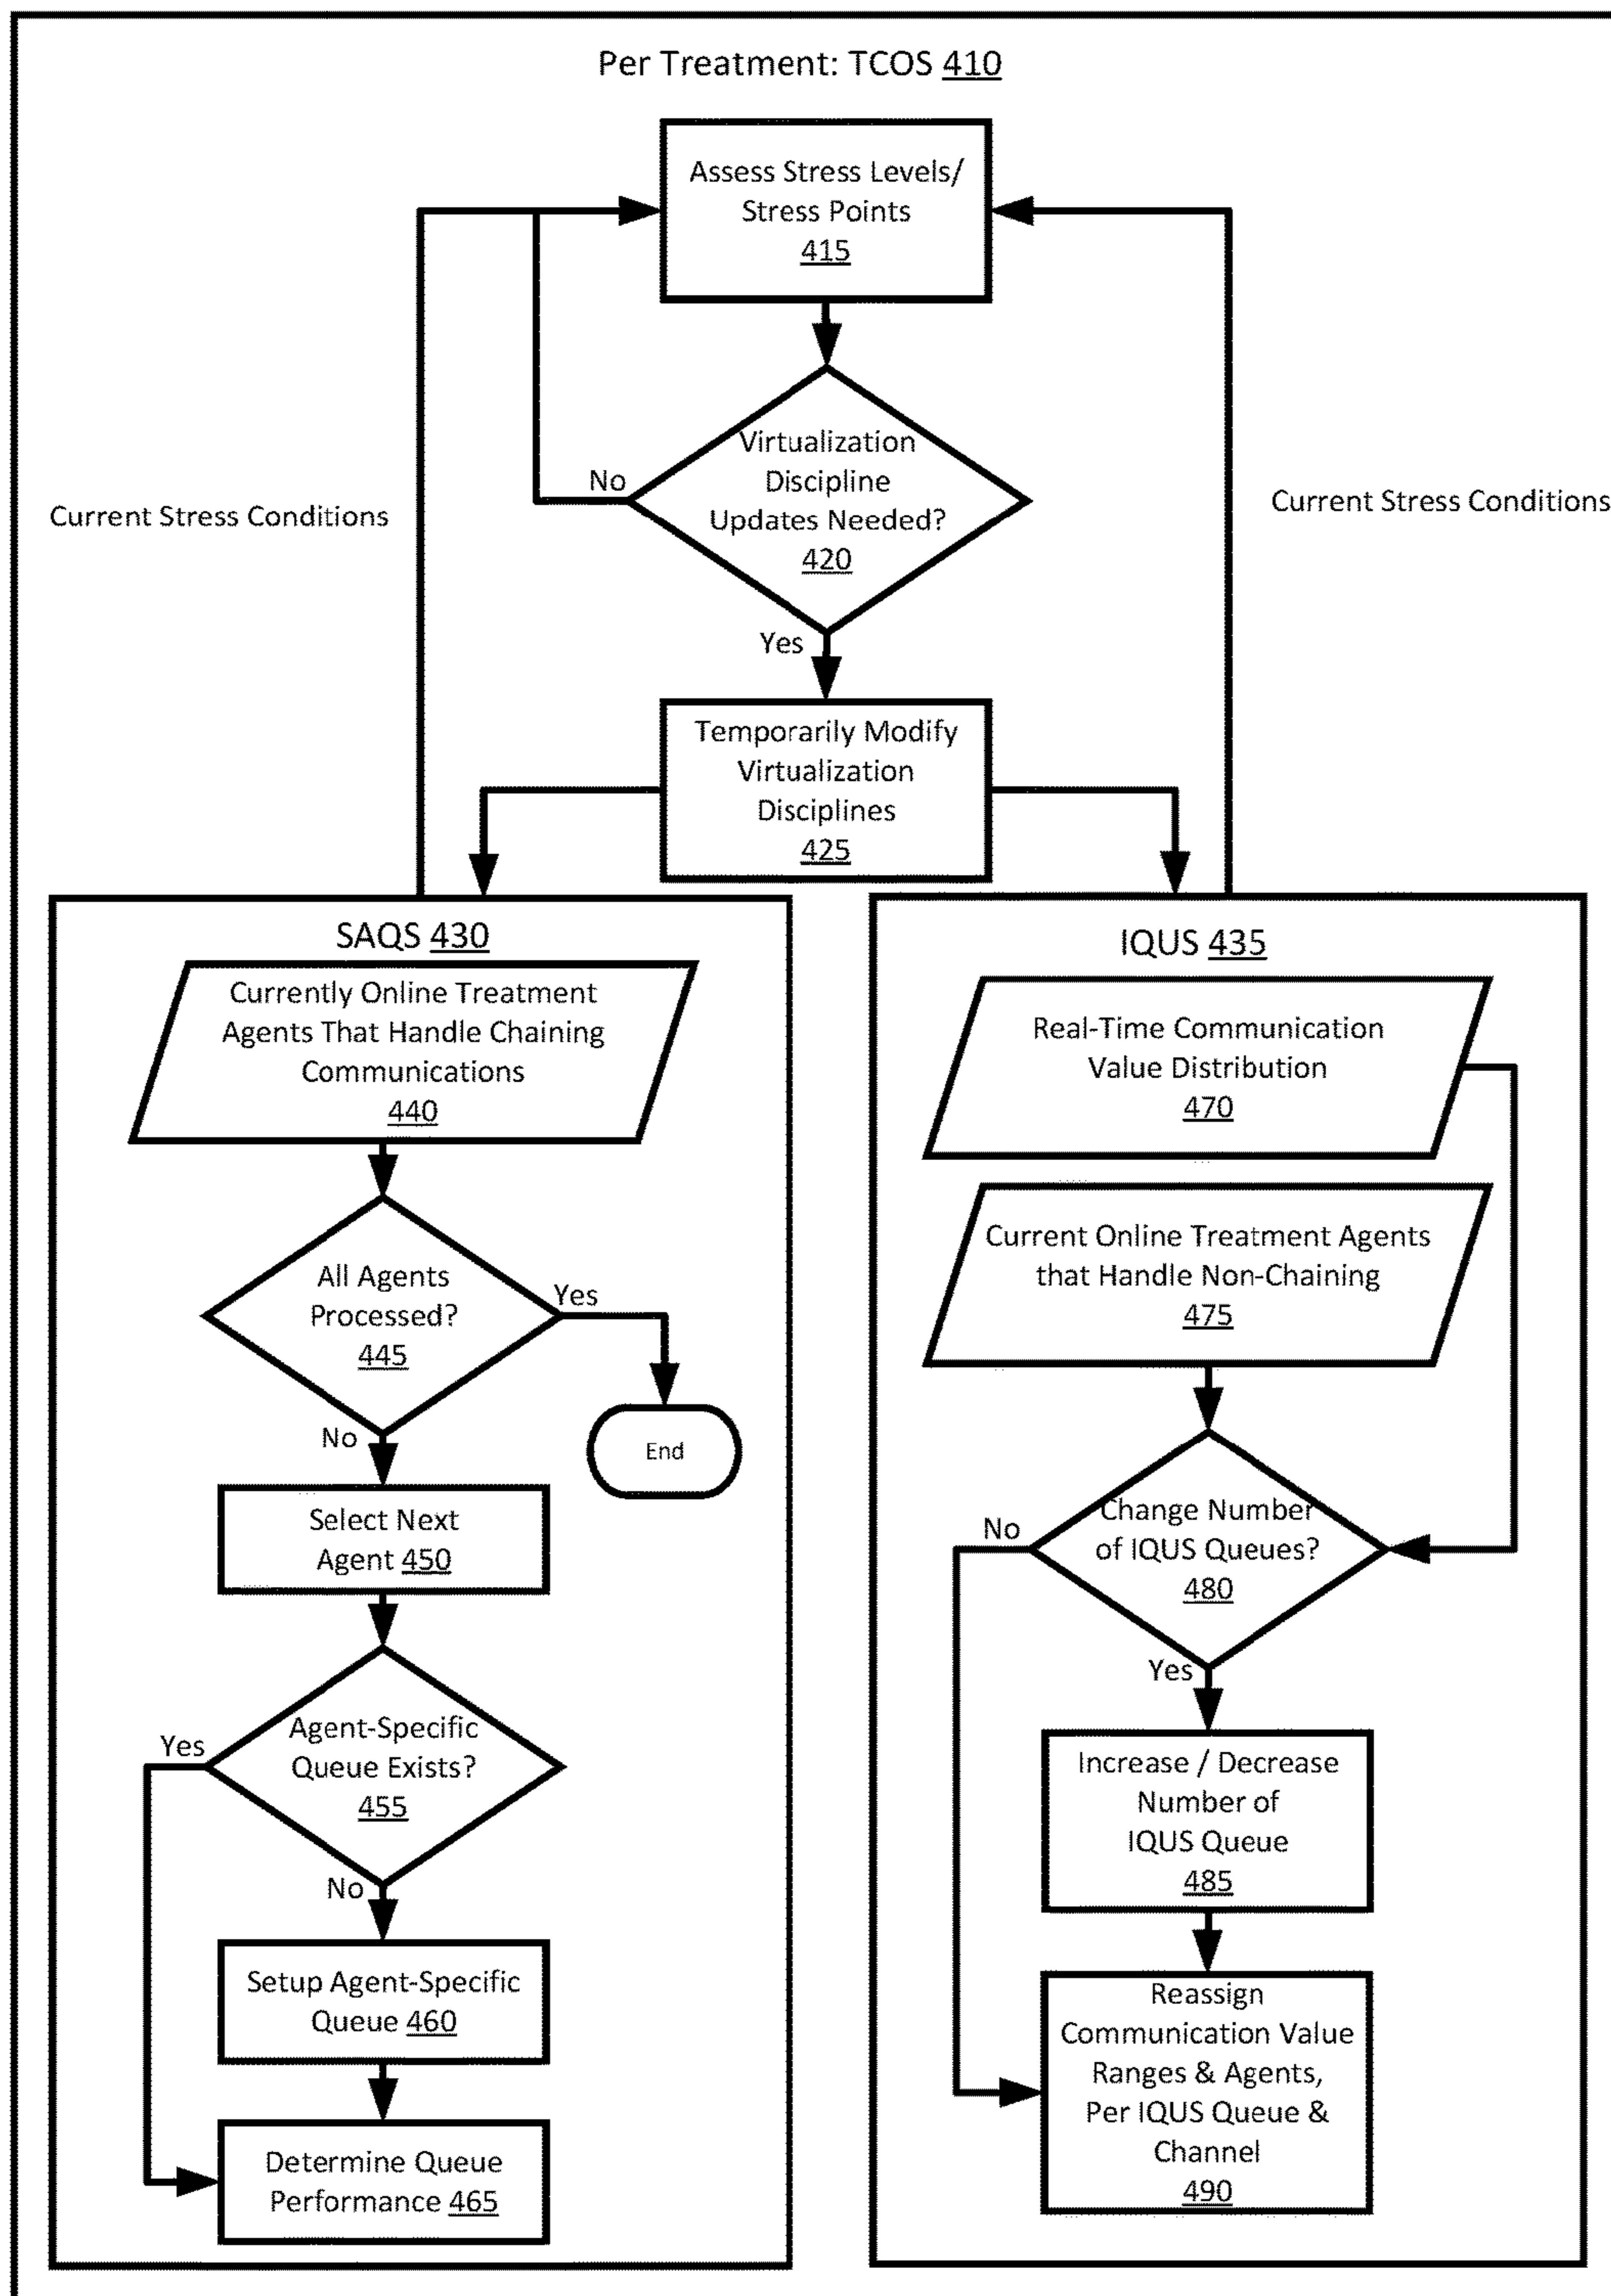 Per Treatment: TCOS 410
Assess Stress Levels/
Stress Points
415
Virtualization
Discipline
Updates Needed?
420
No
Yes
Current Stress Conditions
Current Stress Conditions
Temporarily Modify
Virtualization
Disciplines
425
SAQS 430
Currently Online Treatment
Agents That Handle Chaining
Communications
440
All Agents
Processed?
445
Yes
End
No
Select Next
Agent 450
Agent-Specific
Queue Exists?
455
Yes
No
Setup Agent-Specific
Queue 460
Determine Queue
Performance 465
IQUS 435
Real-Time Communication
Value Distribution
470
Current Online Treatment Agents
that Handle Non-Chaining
475
Change Number
of IQUS Queues?
480
No
Yes
Increase / Decrease
Number of
IQUS Queue
485
Reassign
Communication Value
Ranges & Agents,
Per IQUS Queue &
Channel
490